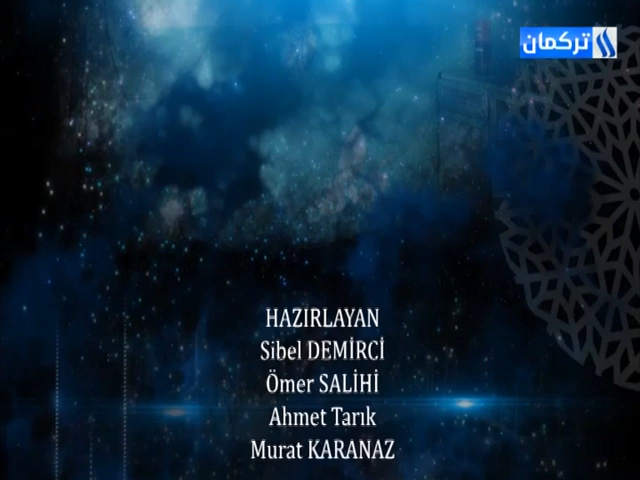 تركمان
HAZIRLAYAN
Sibel DEMİRCİ
Ömer SALİHİ
Ahmet Tarık
Murat KARANAZ